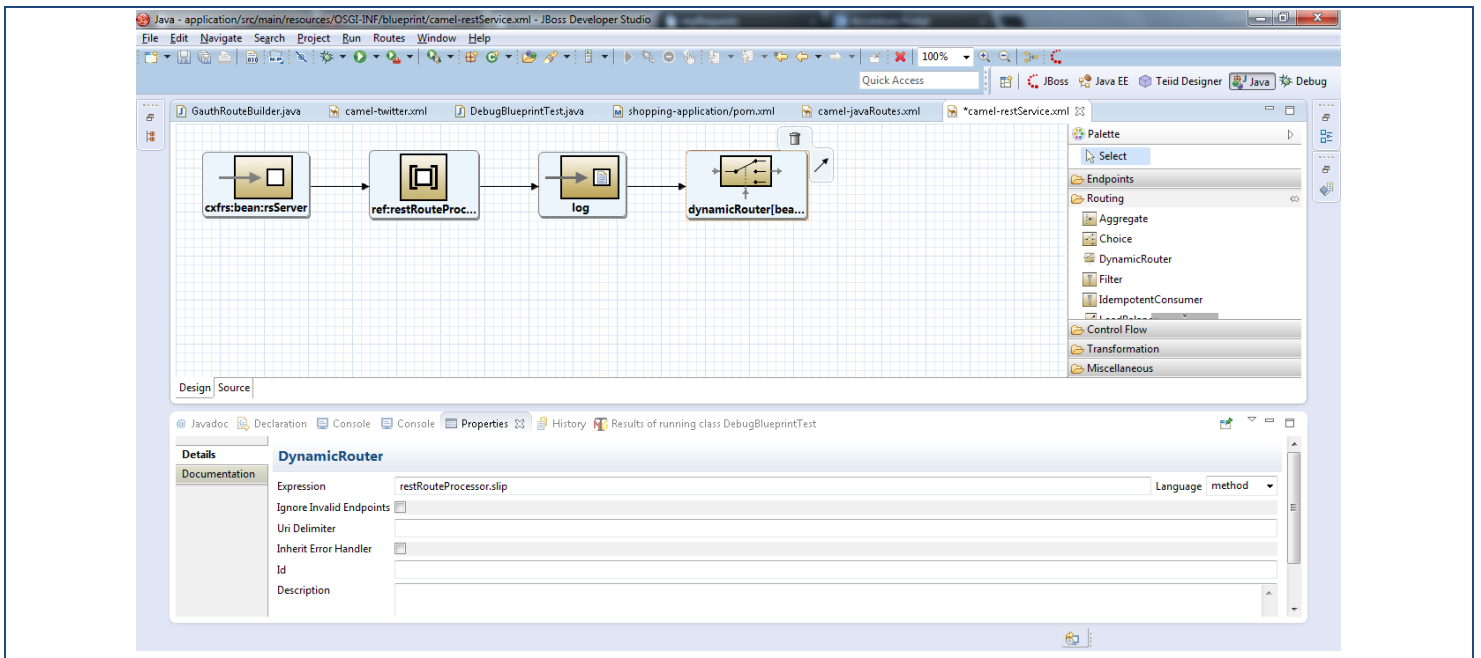 Java - application/src/main/resources/OSGI-INF/blueprint/camel-restService.xml - JBoss Developer Studio
File Edit Navigate Search Project Run Routes Window Help
100%
Quick Access
JBoss Java EE Teiid Designer Java Debug
GauthRouteBuilder.java camel-twitter.xml DebugBlueprintTest.java shopping-application/pom.xml camel-javaRoutes.xml *camel-restService.xml
Palette
Select
Endpoints
Routing
Aggregate
Choice
DynamicRouter
Filter
IdempotentConsumer
Control Flow
Transformation
Miscellaneous
cxfrs:bean:rsServer ref:restRouteProc... log dynamicRouter[bea...
Design Source
Javadoc Declaration Console Console Properties History Results of running class DebugBlueprintTest
Details
Documentation
DynamicRouter
Expression restRouteProcessor.slip Language method
Ignore Invalid Endpoints
Uri Delimiter
Inherit Error Handler
Id
Description